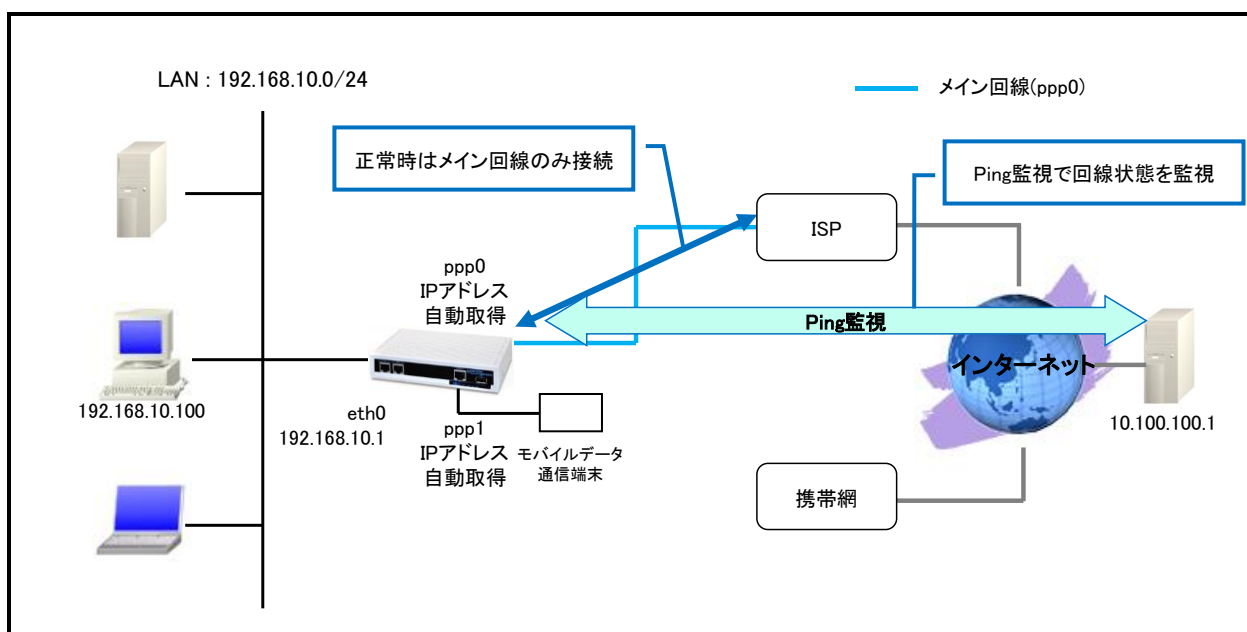 LAN : 192.168.10.0/24
メイン回線(ppp0)
正常時はメイン回線のみ接続
Ping監視で回線状態を監視
ISP
ppp0
IPアドレス
自動取得
Ping監視
インターネット
192.168.10.100
eth0
192.168.10.1
ppp1
IPアドレス
自動取得
モバイルデータ
通信端末
10.100.100.1
携帯網